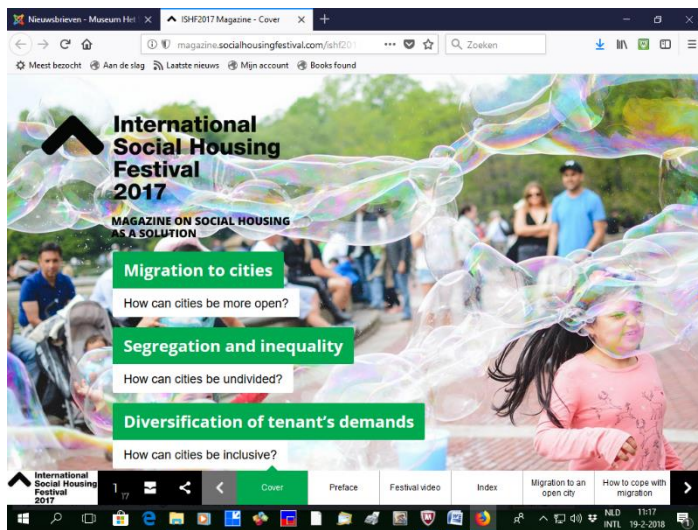 Nieuwsbrieven - Museum Het
ISHF2017 Magazine - Cover
magazine.socialhousingfestival.com/ishf201
Zoeken
Meest bezocht
Aan de slag
Laatste nieuws
Mijn account
Books found
International
Social Housing
Festival
2017
MAGAZINE ON SOCIAL HOUSING
AS A SOLUTION
Migration to cities
How can cities be more open?
Segregation and inequality
How can cities be undivided?
Diversification of tenant's demands
How can cities be inclusive?
International
Social Housing
Festival
2017
1 17
Cover
Preface
Festival video
Index
Migration to an
open city
How to cope with
migration
NLD
INTL
11:17
19-2-2018